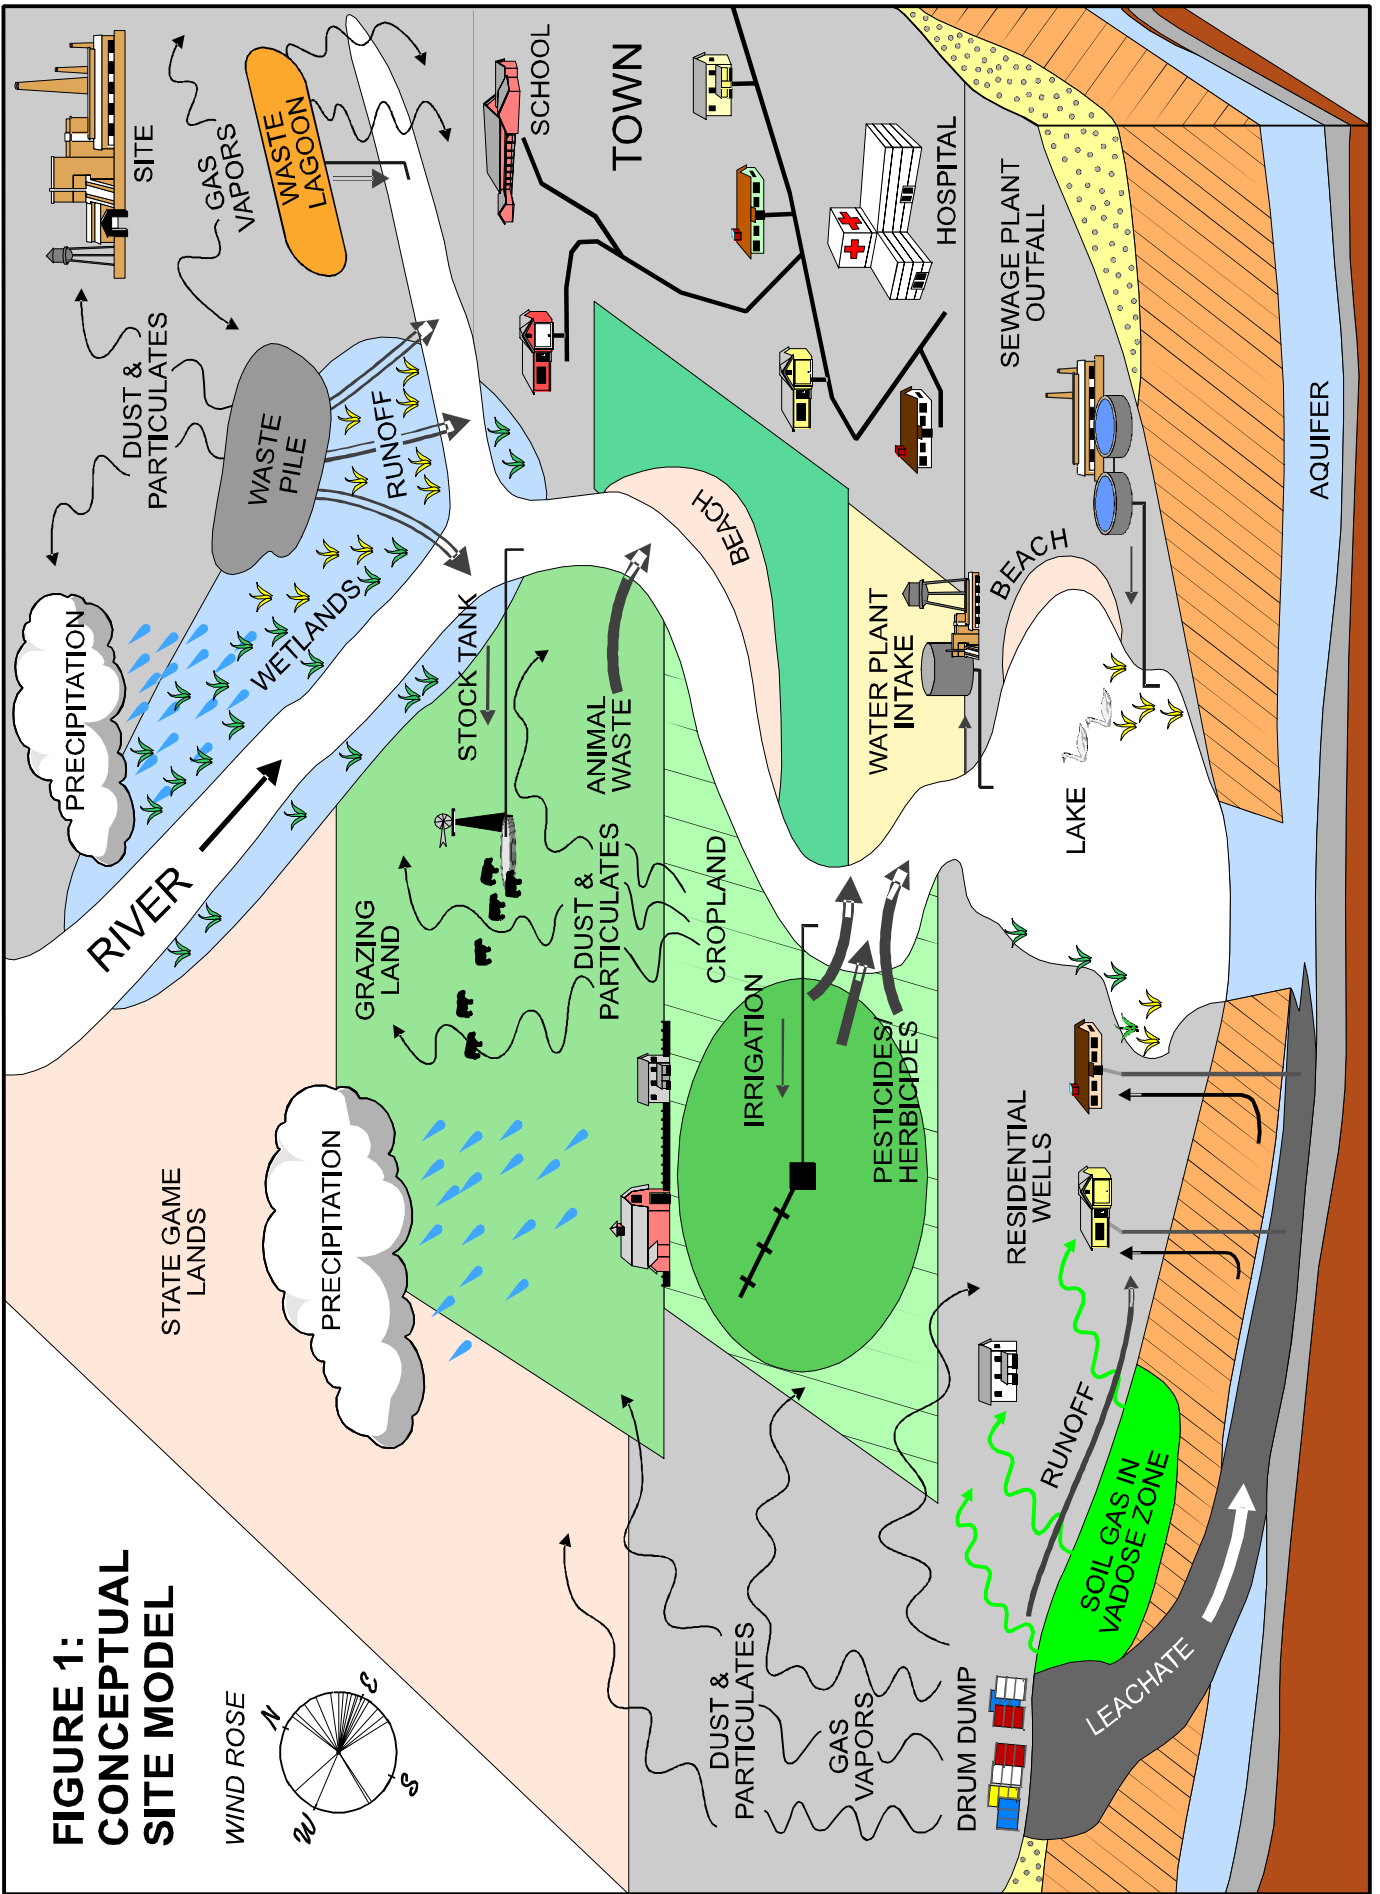 FIGURE 1:
CONCEPTUAL
SITE MODEL
WIND ROSE
N
E
S
W
STATE GAME
LANDS
PRECIPITATION
RIVER
PRECIPITATION
WETLANDS
DUST &
PARTICULATES
WASTE
PILE
RUNOFF
GAS
VAPORS
SITE
WASTE
LAGOON
GRAZING
LAND
STOCK TANK
ANIMAL
WASTE
DUST &
PARTICULATES
CROPLAND
IRRIGATION
PESTICIDES/
HERBICIDES
BEACH
SCHOOL
TOWN
HOSPITAL
WATER PLANT
INTAKE
BEACH
SEWAGE PLANT
OUTFALL
LAKE
DUST &
PARTICULATES
GAS
VAPORS
DRUM DUMP
RESIDENTIAL
WELLS
RUNOFF
SOIL GAS IN
VADOSE ZONE
LEACHATE
AQUIFER